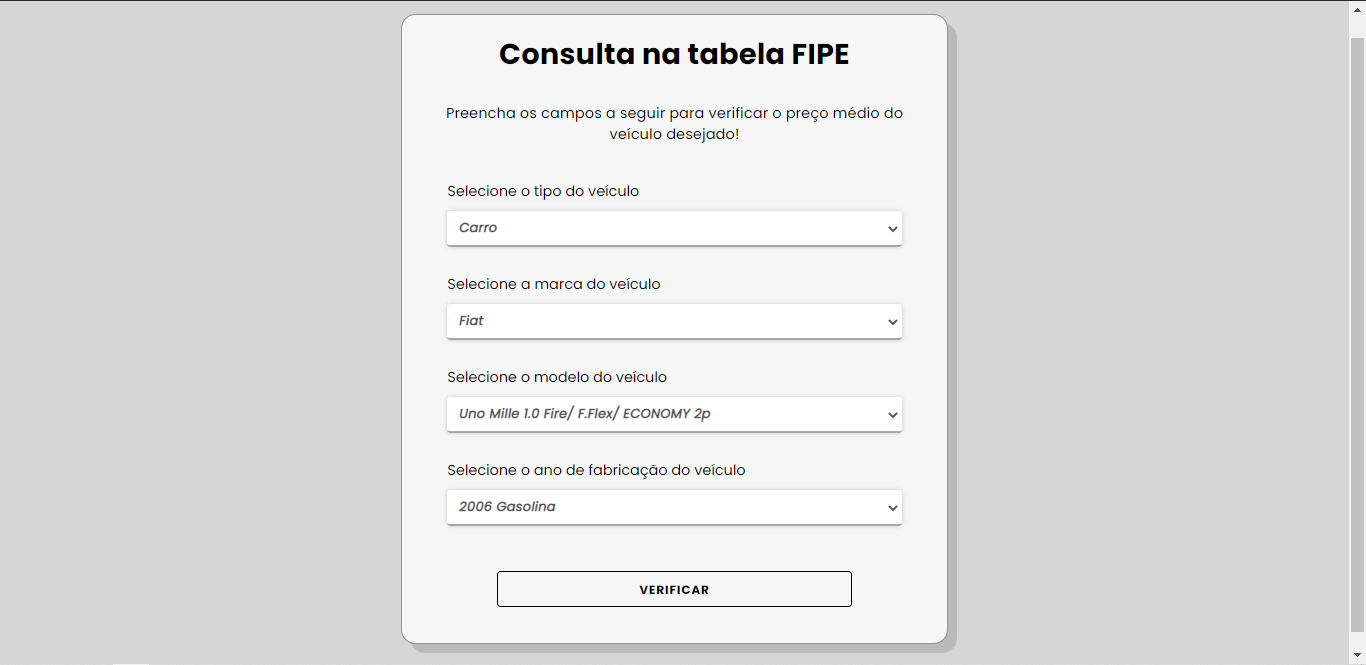 Consulta na tabela FIPE
Preencha os campos a seguir para verificar o preço médio do
veículo desejado!
Selecione o tipo do veículo
Carro
Selecione a marca do veículo
Fiat
Selecione o modelo do veículo
Uno Mille 1.0 Fire/ F.Flex/ ECONOMY 2p
Selecione o ano de fabricação do veículo
2006 Gasolina
VERIFICAR